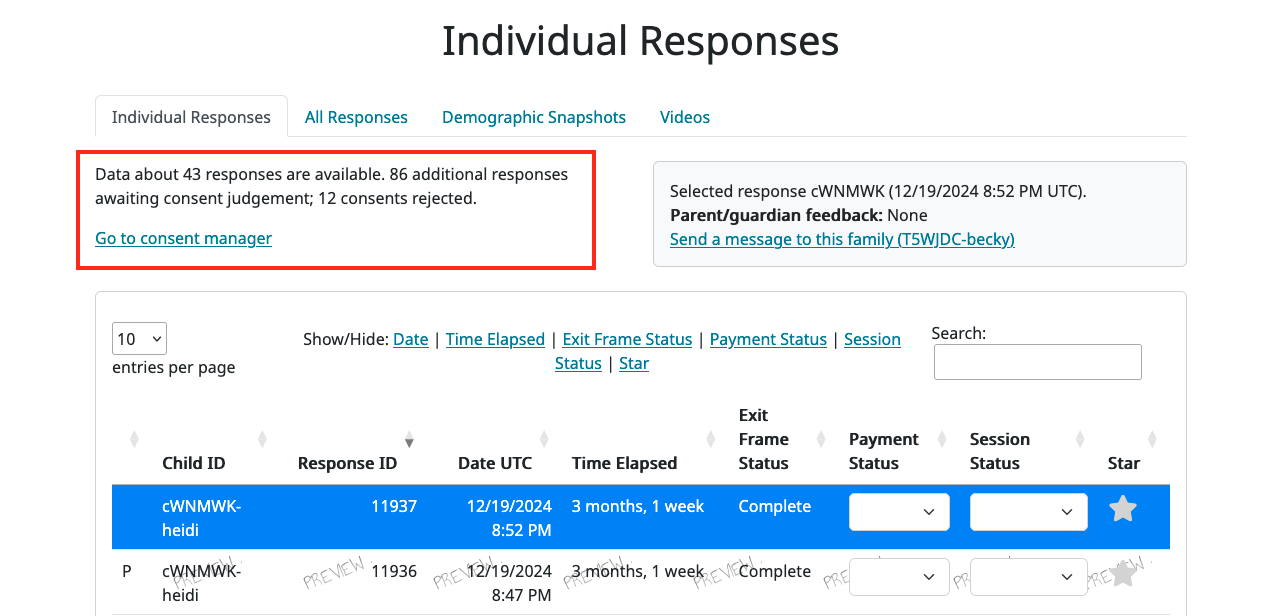 Individual Responses
Individual Responses All Responses Demographic Snapshots Videos
Data about 43 responses are available. 86 additional responses
awaiting consent judgement; 12 consents rejected.
Go to consent manager
Selected response cWNMWK (12/19/2024 8:52 PM UTC).
Parent/guardian feedback: None
Send a message to this family (T5WJDC-becky)
10
entries per page
Show/Hide: Date | Time Elapsed | Exit Frame Status | Payment Status | Session
Status | Star
Search:
Child ID Response ID Date UTC Time Elapsed Exit Frame Status Payment Status Session Status Star
cWNMWK-heidi 11937 12/19/2024 8:52 PM 3 months, 1 week Complete
P cWNMWK-heidi 11936 12/19/2024 8:47 PM 3 months, 1 week Complete
PREVIEW PREVIEW PREVIEW PREVIEW PREVIEW PREVIEW PREVIEW PREVIEW